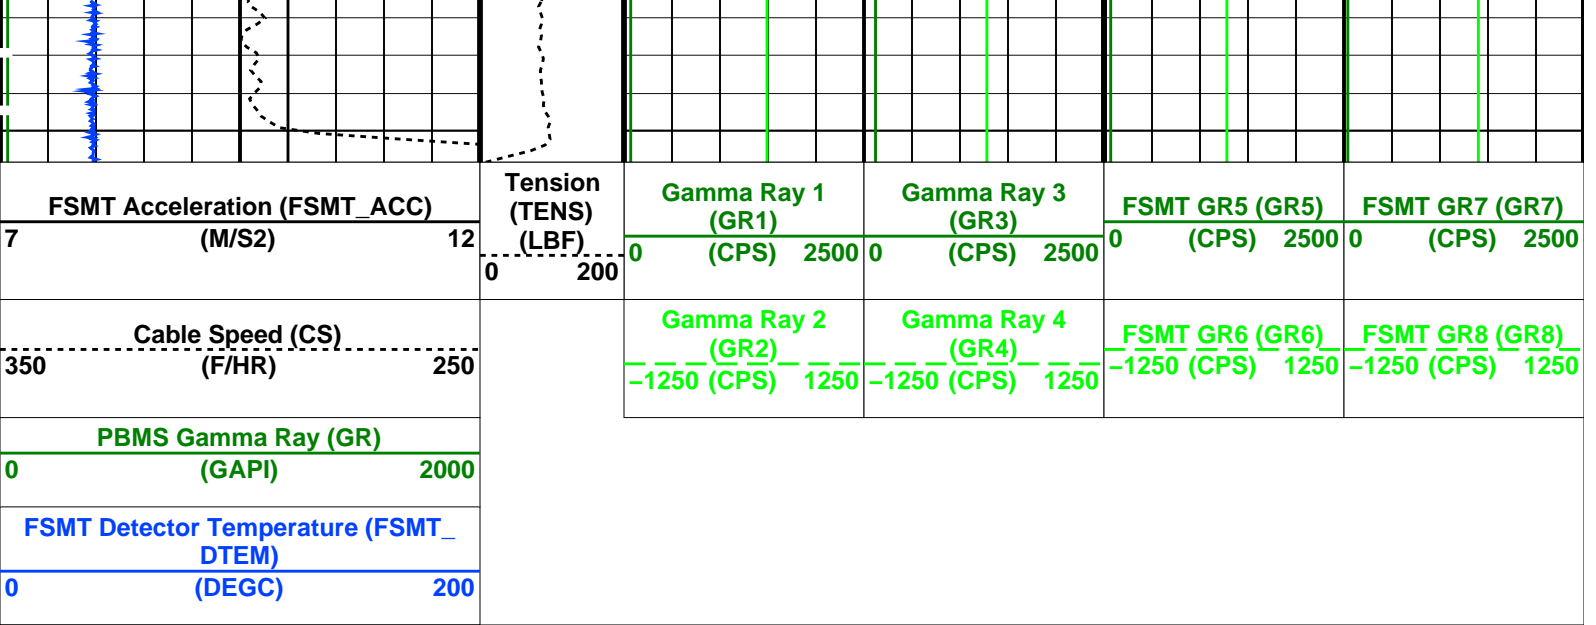 FSMT Acceleration (FSMT_ACC)
7 (M/S2) 12
Tension
(TENS)
(LBF)
0 200
Gamma Ray 1
(GR1)
0 (CPS) 2500
Gamma Ray 3
(GR3)
0 (CPS) 2500
FSMT GR5 (GR5)
0 (CPS) 2500
FSMT GR7 (GR7)
0 (CPS) 2500
Cable Speed (CS)
350 (F/HR) 250
Gamma Ray 2
(GR2)
−1250 (CPS) 1250
Gamma Ray 4
(GR4)
−1250 (CPS) 1250
FSMT GR6 (GR6)
−1250 (CPS) 1250
FSMT GR8 (GR8)
−1250 (CPS) 1250
PBMS Gamma Ray (GR)
0 (GAPI) 2000
FSMT Detector Temperature (FSMT_
DTEM)
0 (DEGC) 200